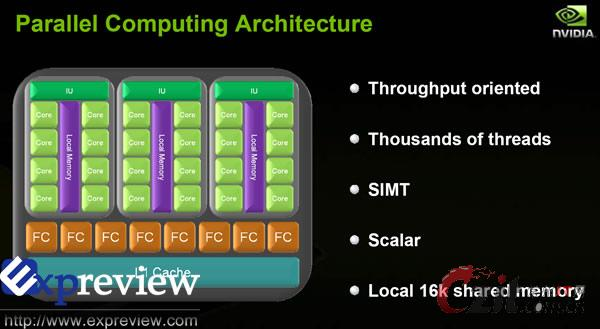 Parallel Computing Architecture
NVIDIA
IU IU IU
Core Local Memory Core Core Local Memory Core Core Local Memory Core
Core Core Core Core Core Core
Core Core Core Core Core Core
Core Core Core Core Core Core
FC FC FC FC FC FC FC FC
L1 Cache
Throughput oriented
Thousands of threads
SIMT
Scalar
Local 16k shared memory
Expreview
http://www.expreview.com